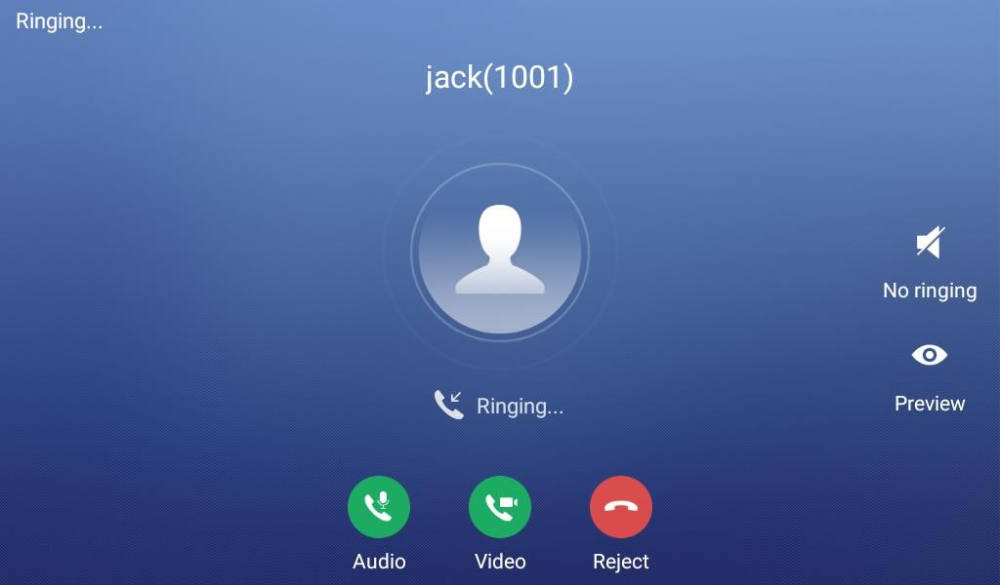 Ringing...
jack(1001)
No ringing
Preview
Ringing...
Audio
Video
Reject